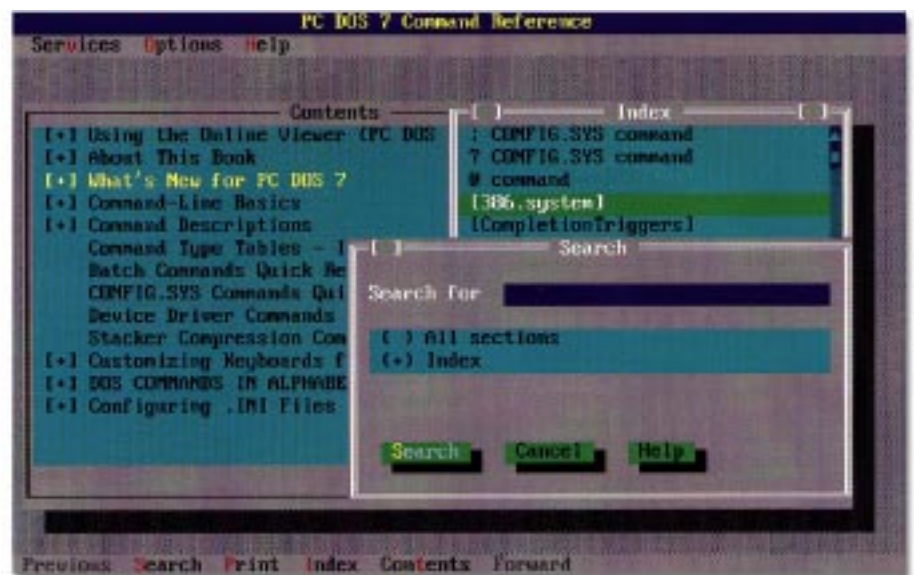 PC DOS 7 Command Reference
Services Options Help
Contents
[+] Using the Online Viewer (PC DOS
[+] About This Book
[+] What's New for PC DOS 7
[+] Command-Line Basics
[+] Command Descriptions
Command Type Tables -
Batch Commands Quick Re
CONFIG.SYS Commands Qui
Device Driver Commands
Stacker Compression Com
[+] Customizing Keyboards f
[+] DOS COMMANDS IN ALPHABE
[+] Configuring .INI Files
Index
: CONFIG.SYS command
? CONFIG.SYS command
@ command
[386.system]
[CompletionTriggers]
Search
Search for
( ) All sections
(+) Index
Search Cancel Help
Previous Search Print Index Contents Forward